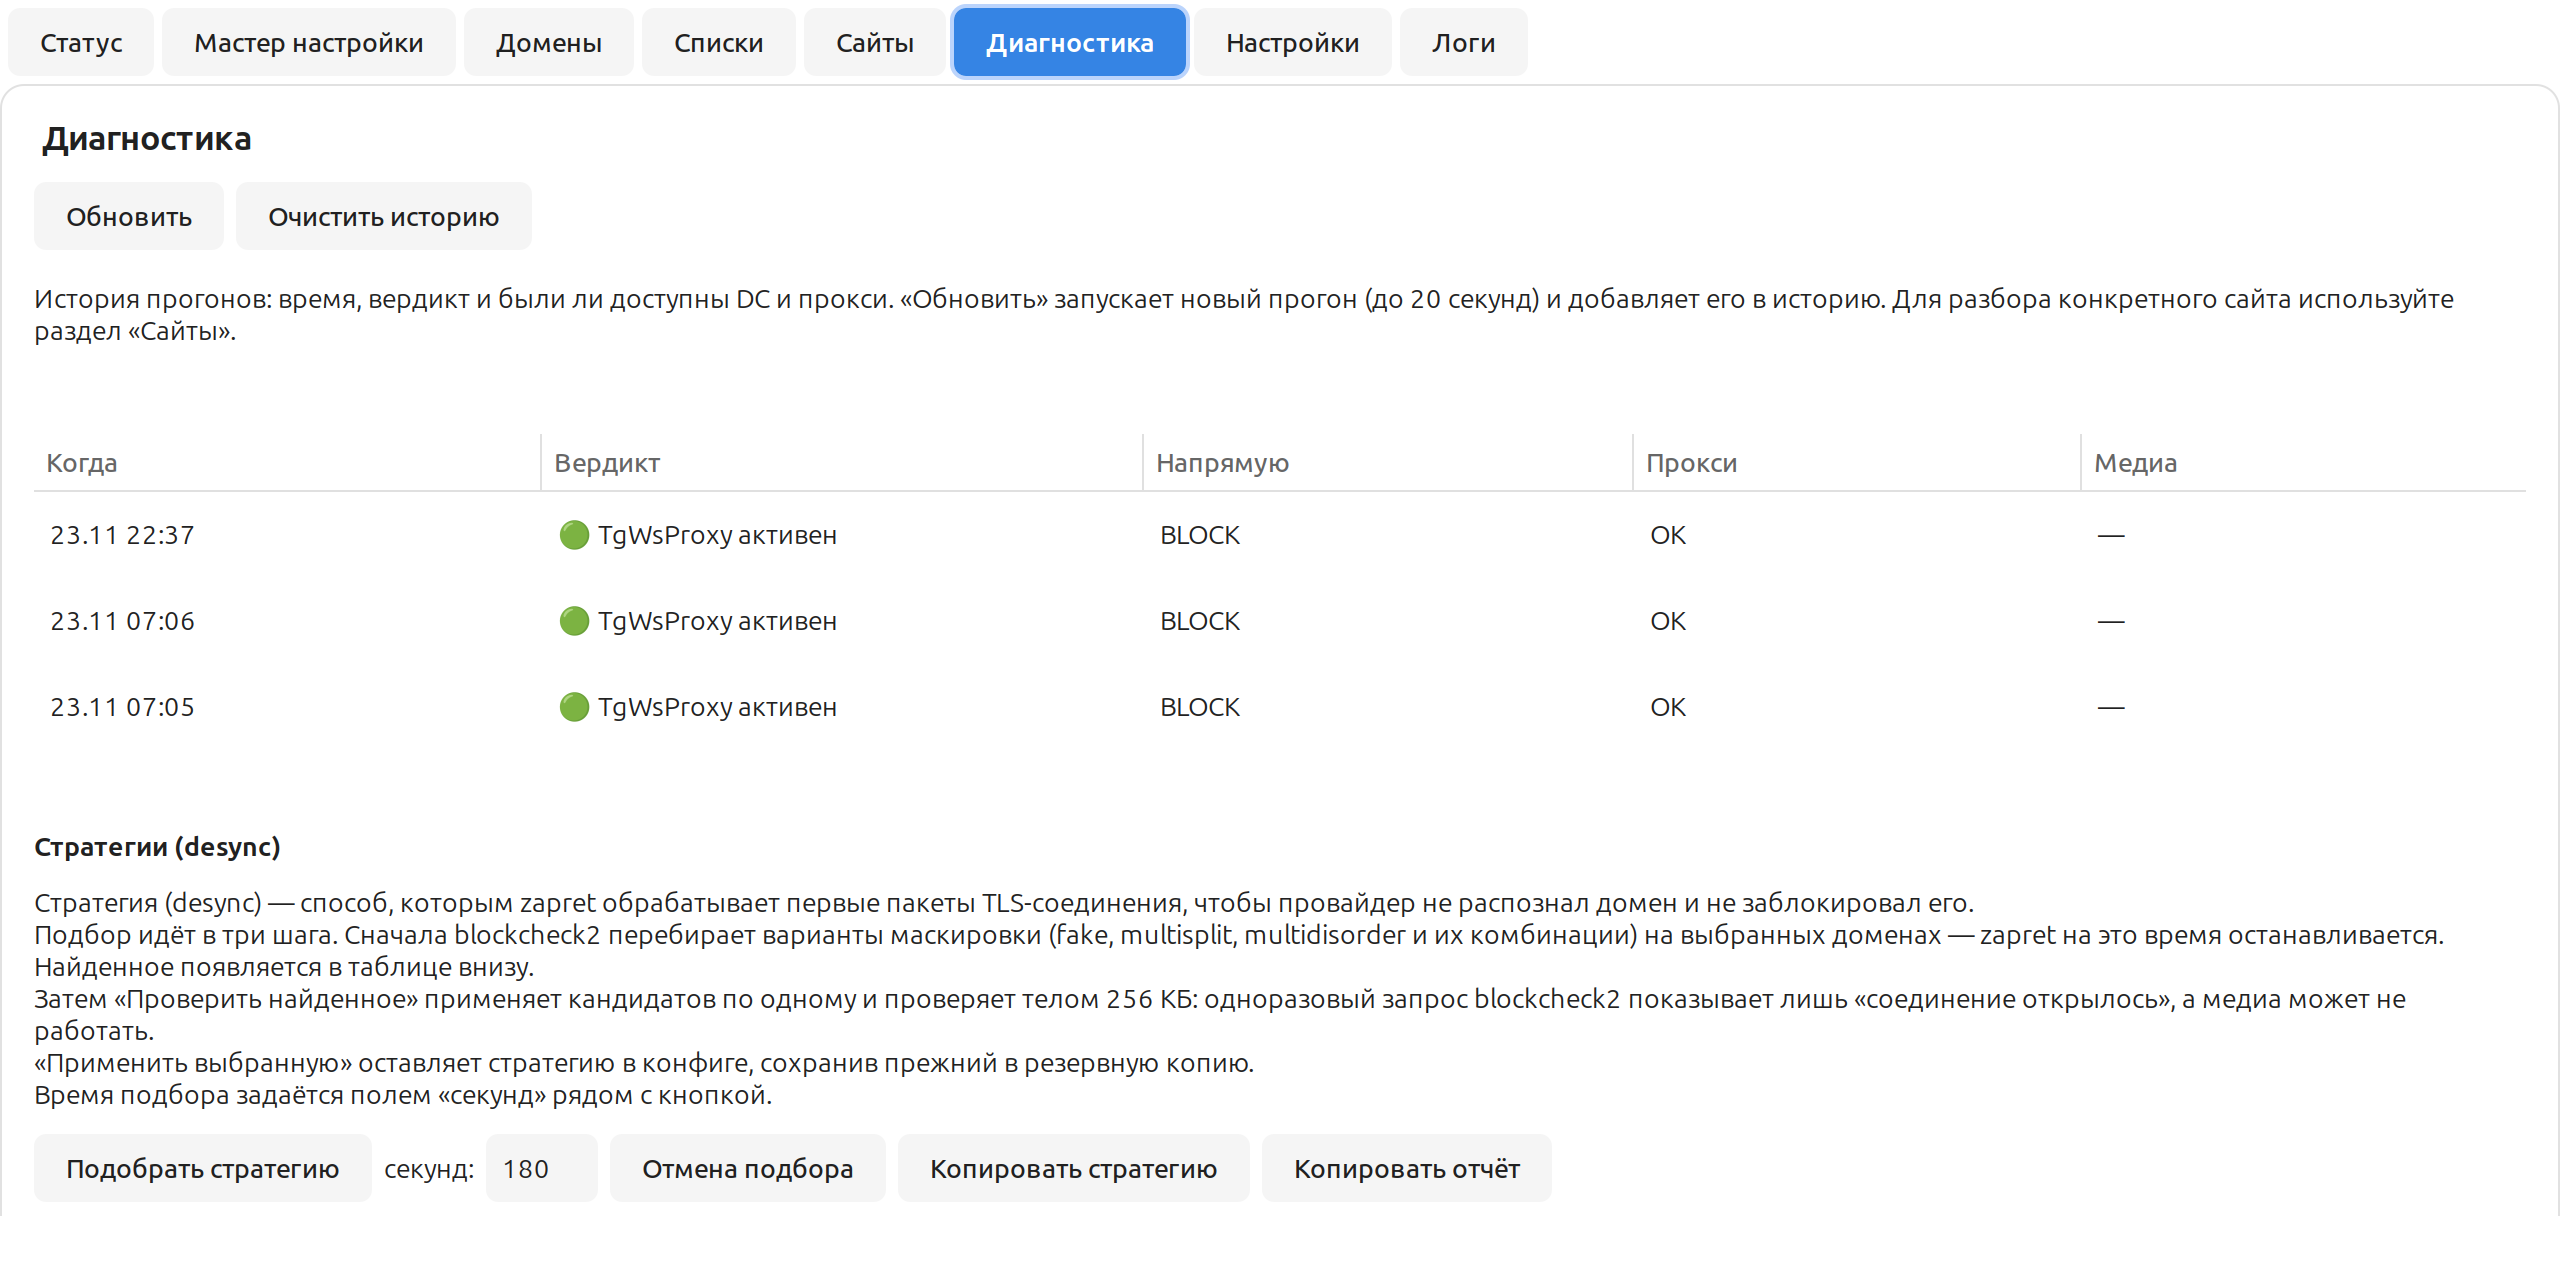 Статус Мастер настройки Домены Списки Сайты Диагностика Настройки Логи
Диагностика
Обновить Очистить историю
История прогонов: время, вердикт и были ли доступны DC и прокси. «Обновить» запускает новый прогон (до 20 секунд) и добавляет его в историю. Для разбора конкретного сайта используйте
раздел «Сайты».
Когда Вердикт Напрямую Прокси Медиа
23.11 22:37 TgWsProxy активен BLOCK OK —
23.11 07:06 TgWsProxy активен BLOCK OK —
23.11 07:05 TgWsProxy активен BLOCK OK —
Стратегии (desync)
Стратегия (desync) — способ, которым zapret обрабатывает первые пакеты TLS-соединения, чтобы провайдер не распознал домен и не заблокировал его.
Подбор идёт в три шага. Сначала blockcheck2 перебирает варианты маскировки (fake, multisplit, multidisorder и их комбинации) на выбранных доменах — zapret на это время останавливается.
Найденное появляется в таблице внизу.
Затем «Проверить найденное» применяет кандидатов по одному и проверяет телом 256 КБ: одноразовый запрос blockcheck2 показывает лишь «соединение открылось», а медиа может не
работать.
«Применить выбранную» оставляет стратегию в конфиге, сохранив прежний в резервную копию.
Время подбора задаётся полем «секунд» рядом с кнопкой.
Подобрать стратегию секунд: 180 Отмена подбора Копировать стратегию Копировать отчёт